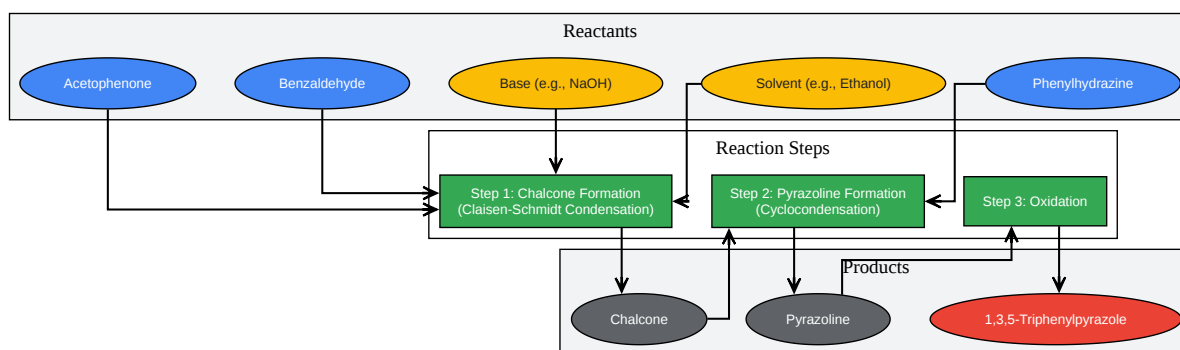 Reactants
Acetophenone
Benzaldehyde
Base (e.g., NaOH)
Solvent (e.g., Ethanol)
Phenylhydrazine
Reaction Steps
Step 1: Chalcone Formation
(Claisen-Schmidt Condensation)
Step 2: Pyrazoline Formation
(Cyclocondensation)
Step 3: Oxidation
Products
Chalcone
Pyrazoline
1,3,5-Triphenylpyrazole